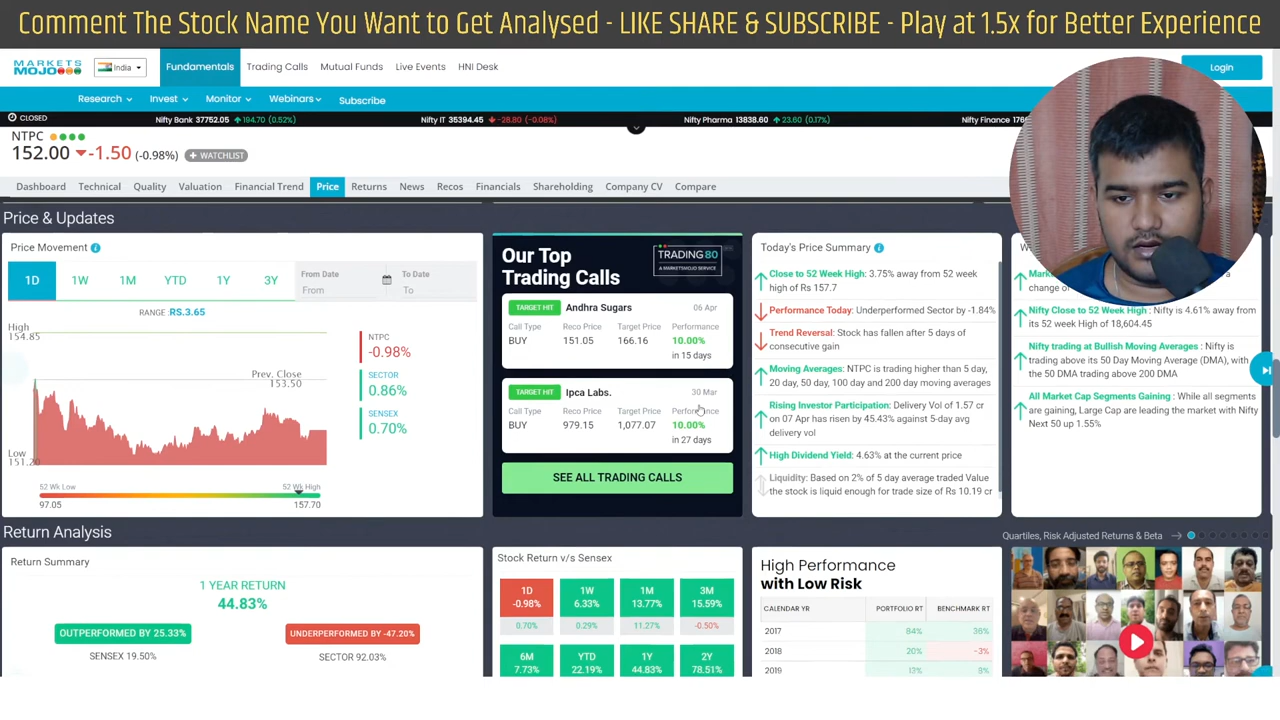 Comment The Stock Name You Want to Get Analysed - LIKE SHARE & SUBSCRIBE - Play at 1.5x for Better Experience
MARKETS MOJO
India
Fundamentals
Trading Calls
Mutual Funds
Live Events
HNI Desk
Login
Research
Invest
Monitor
Webinars
Subscribe
CLOSED
Nifty Bank 37752.05 194.70 (0.52%)
Nifty IT 35394.45 -28.80 (-0.08%)
Nifty Pharma 13838.60 23.60 (0.17%)
Nifty Finance
NTPC
152.00 -1.50 (-0.98%) + WATCHLIST
Dashboard
Technical
Quality
Valuation
Financial Trend
Price
Returns
News
Recos
Financials
Shareholding
Company CV
Compare
Price & Updates
Price Movement
1D
1W
1M
YTD
1Y
3Y
From Date
From
To Date
To
RANGE :RS.3.65
High
154.85
Prev. Close
153.50
Low
NTPC
-0.98%
SECTOR
0.86%
SENSEX
0.70%
52 Wk Low
97.05
52 Wk High
157.70
Our Top
Trading Calls
TRADING 80
A MARKETSMOJO SERVICE
TARGET HIT Andhra Sugars 06 Apr
Call Type Reco Price Target Price Performance
BUY 151.05 166.16 10.00%
in 15 days
TARGET HIT Ipca Labs. 30 Mar
Call Type Reco Price Target Price Performance
BUY 979.15 1,077.07 10.00%
in 27 days
SEE ALL TRADING CALLS
Today's Price Summary
Close to 52 Week High: 3.75% away from 52 week
high of Rs 157.7
Performance Today: Underperformed Sector by -1.84%
Trend Reversal: Stock has fallen after 5 days of
consecutive gain
Moving Averages: NTPC is trading higher than 5 day,
20 day, 50 day, 100 day and 200 day moving averages
Rising Investor Participation: Delivery Vol of 1.57 cr
on 07 Apr has risen by 45.43% against 5-day avg
delivery vol
High Dividend Yield: 4.63% at the current price
Liquidity: Based on 2% of 5 day average traded Value
the stock is liquid enough for trade size of Rs 10.19 cr
change of
Nifty Close to 52 Week High : Nifty is 4.61% away from
its 52 week High of 18,604.45
Nifty trading at Bullish Moving Averages : Nifty is
trading above its 50 Day Moving Average (DMA), with
the 50 DMA trading above 200 DMA
All Market Cap Segments Gaining : While all segments
are gaining, Large Cap are leading the market with Nifty
Next 50 up 1.55%
Return Analysis
Quartiles, Risk Adjusted Returns & Beta
Return Summary
1 YEAR RETURN
44.83%
OUTPERFORMED BY 25.33%
SENSEX 19.50%
UNDERPERFORMED BY -47.20%
SECTOR 92.03%
Stock Return v/s Sensex
1D 1W 1M 3M
-0.98% 6.33% 13.77% 15.59%
0.70% 0.29% 11.27% -0.50%
6M YTD 1Y 2Y
7.73% 22.19% 44.83% 78.51%
High Performance
with Low Risk
CALENDAR YR PORTFOLIO RT BENCHMARK RT
2017 84% 36%
2018 20% -3%
2019 13% 9%